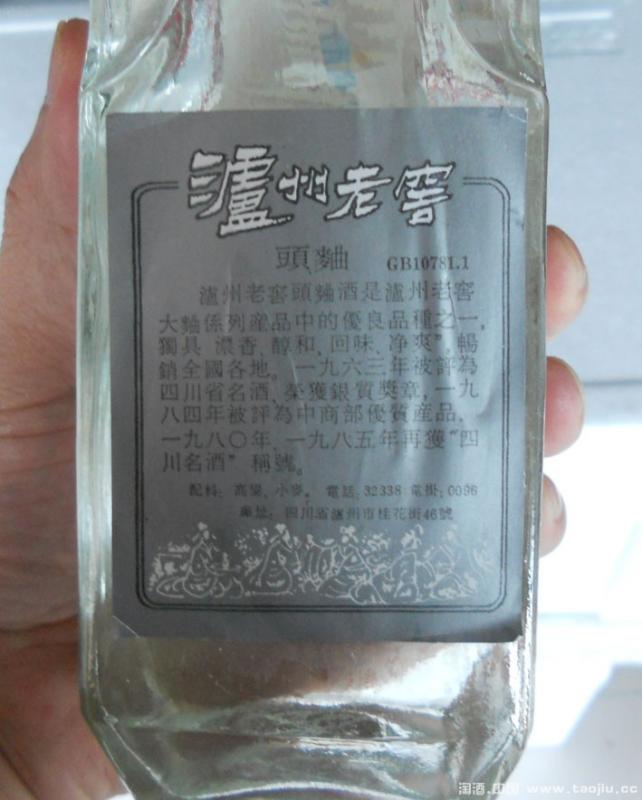 瀘州老窖
頭麯 GB10781.1
瀘州老窖頭麯酒是瀘州老窖
大麯係列産品中的優良品種之一。
獨具“濃香、醇和、回味、净爽”,暢
銷全國各地。一九六三年被評為
四川省名酒、榮獲銀質獎章,一九
八四年被評為中商部優質産品,
一九八〇年、一九八五年再獲“四
川名酒”稱號。
配料:高粱、小麥。電話:32338 電掛:0096
廠址:四川省瀘州市桂花街46號
淘酒.中国 www.taojiu.cc